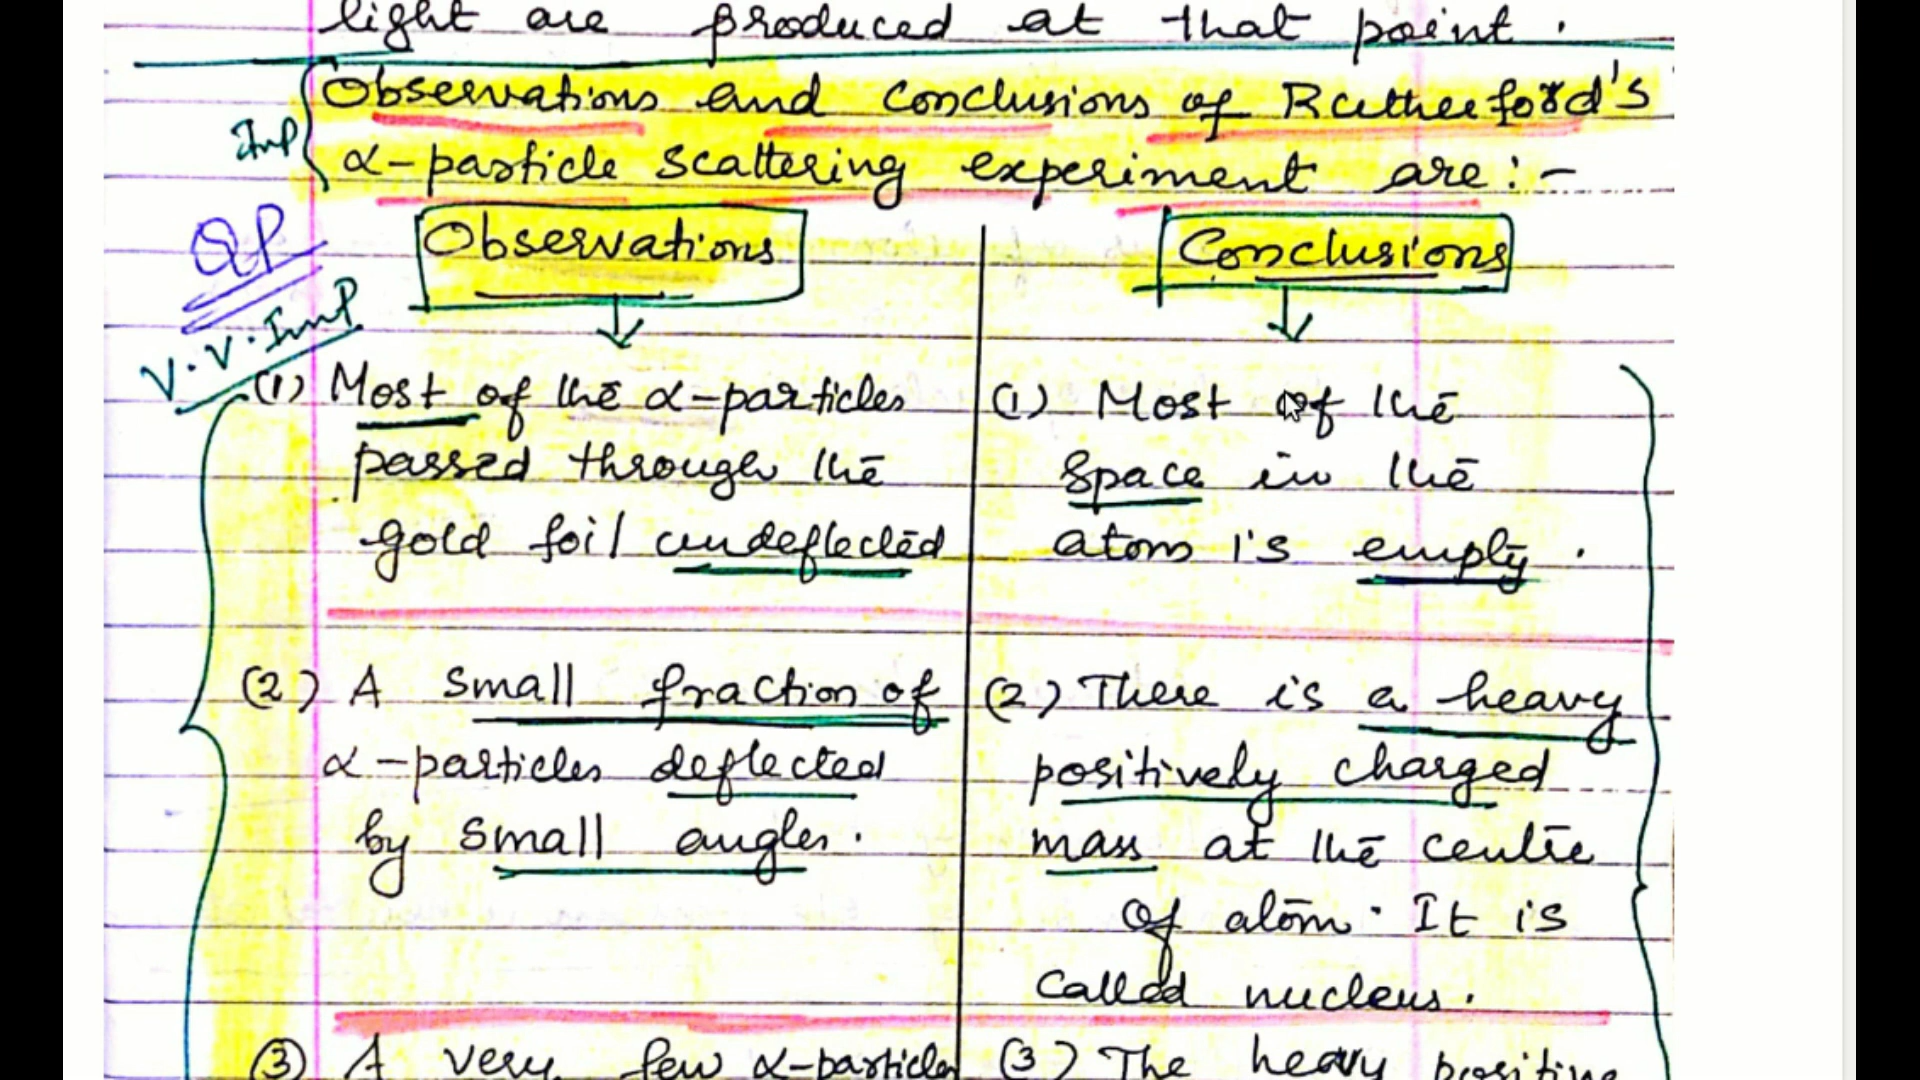 light are produced at that point.
Observations and conclusions of Rutherford's
Imp
α-particle scattering experiment are:-
QP
V.V.Imp
Observations
(1) Most of the α-particles
passed through the
gold foil undeflected
(2) A small fraction of
α-particles deflected
by small angles.
(3) A very few α-particles
Conclusions
(1) Most of the
space in the
atom is empty.
(2) There is a heavy
positively charged
mass at the centre
of atom. It is
called nucleus.
(3) The heavy positive